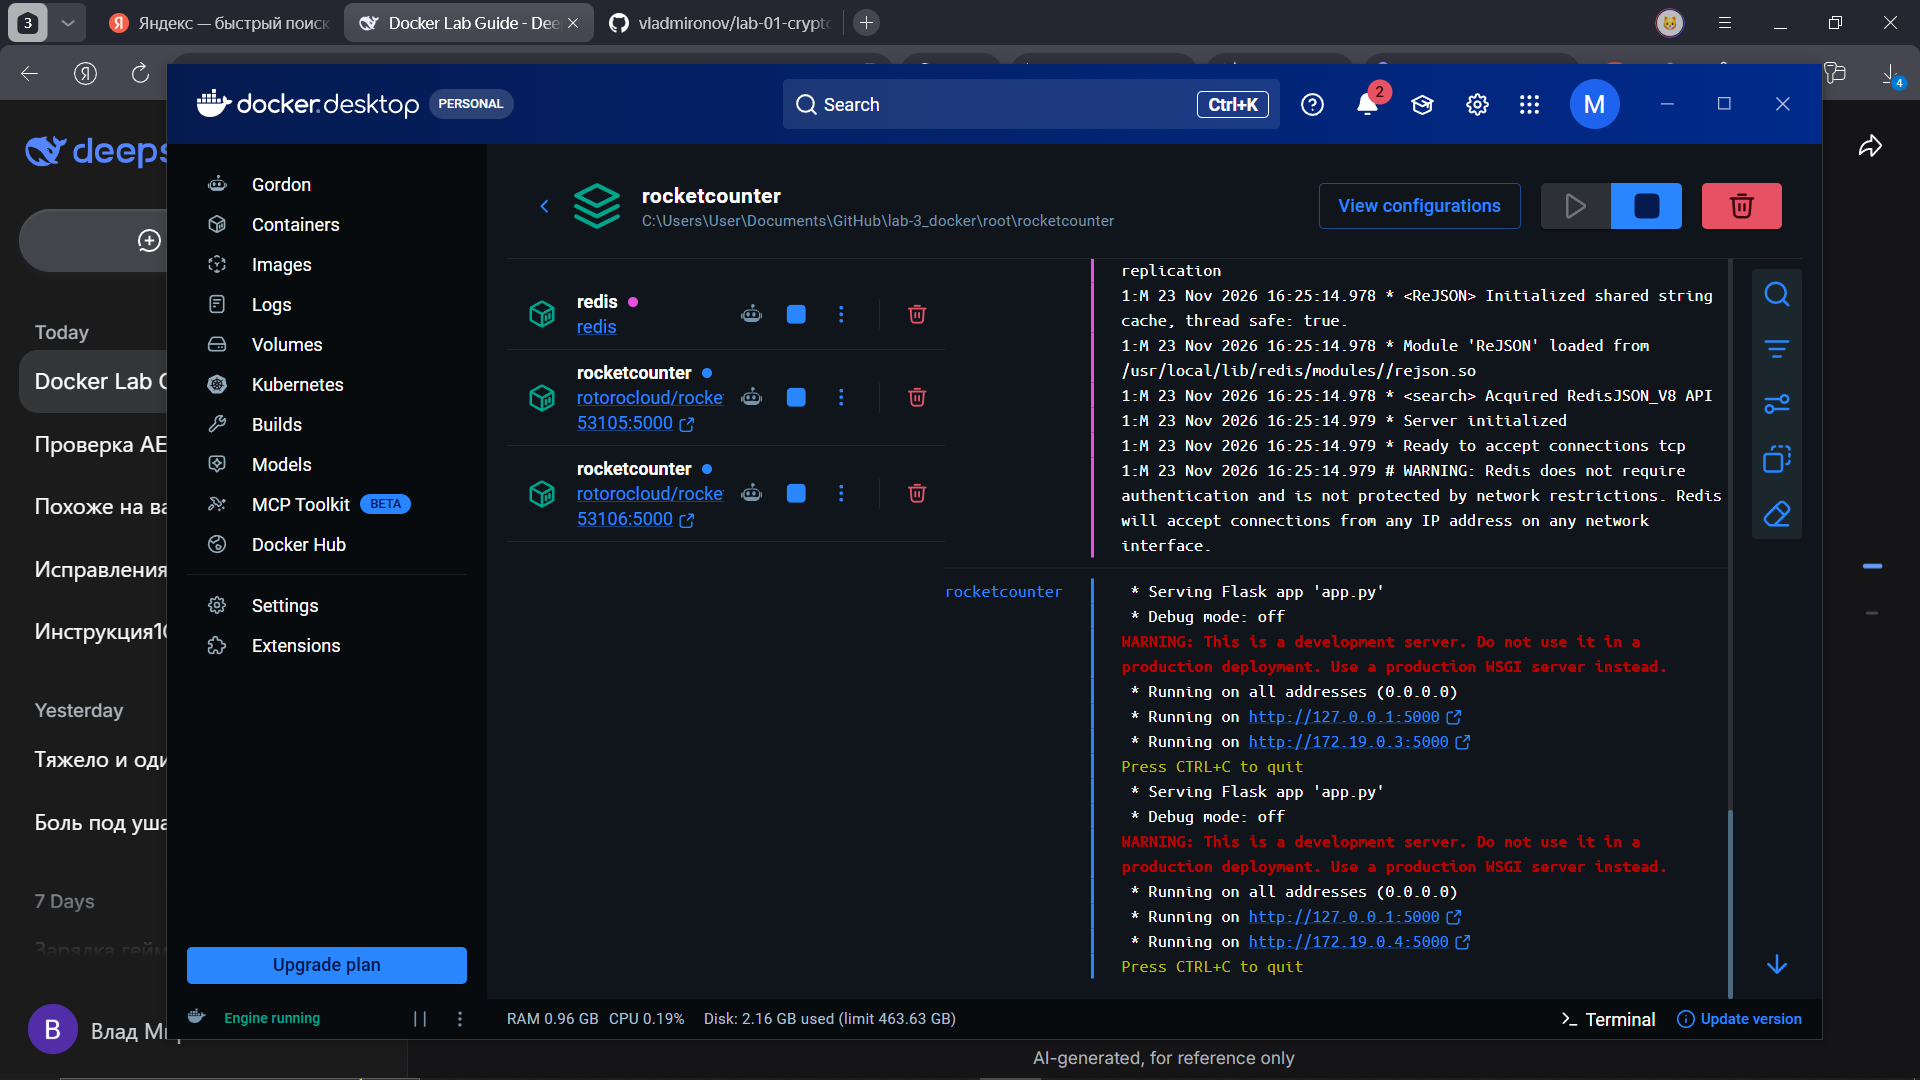 3
Яндекс — быстрый поиск
Docker Lab Guide - Dee
vladmironov/lab-01-crypto
4
deeps
Today
Docker Lab G
Проверка AE
Похоже на ва
Исправления
Инструкция10
Yesterday
Тяжело и оди
Боль под уша
7 Days
Зарядка гейм
В
Влад Ми
docker.desktop
PERSONAL
Search
Ctrl+K
2
M
Gordon
Containers
Images
Logs
Volumes
Kubernetes
Builds
Models
MCP Toolkit BETA
Docker Hub
Settings
Extensions
Upgrade plan
Engine running
rocketcounter
C:\Users\User\Documents\GitHub\lab-3_docker\root\rocketcounter
View configurations
redis
redis
rocketcounter
rotorocloud/rocke
53105:5000
rocketcounter
rotorocloud/rocke
53106:5000
replication
1:M 23 Nov 2026 16:25:14.978 * <ReJSON> Initialized shared string
cache, thread safe: true.
1:M 23 Nov 2026 16:25:14.978 * Module 'ReJSON' loaded from
/usr/local/lib/redis/modules//rejson.so
1:M 23 Nov 2026 16:25:14.978 * <search> Acquired RedisJSON_V8 API
1:M 23 Nov 2026 16:25:14.979 * Server initialized
1:M 23 Nov 2026 16:25:14.979 * Ready to accept connections tcp
1:M 23 Nov 2026 16:25:14.979 # WARNING: Redis does not require
authentication and is not protected by network restrictions. Redis
will accept connections from any IP address on any network
interface.
rocketcounter
* Serving Flask app 'app.py'
* Debug mode: off
WARNING: This is a development server. Do not use it in a
production deployment. Use a production WSGI server instead.
* Running on all addresses (0.0.0.0)
* Running on http://127.0.0.1:5000
* Running on http://172.19.0.3:5000
Press CTRL+C to quit
* Serving Flask app 'app.py'
* Debug mode: off
WARNING: This is a development server. Do not use it in a
production deployment. Use a production WSGI server instead.
* Running on all addresses (0.0.0.0)
* Running on http://127.0.0.1:5000
* Running on http://172.19.0.4:5000
Press CTRL+C to quit
RAM 0.96 GB CPU 0.19% Disk: 2.16 GB used (limit 463.63 GB)
Terminal
Update version
AI-generated, for reference only